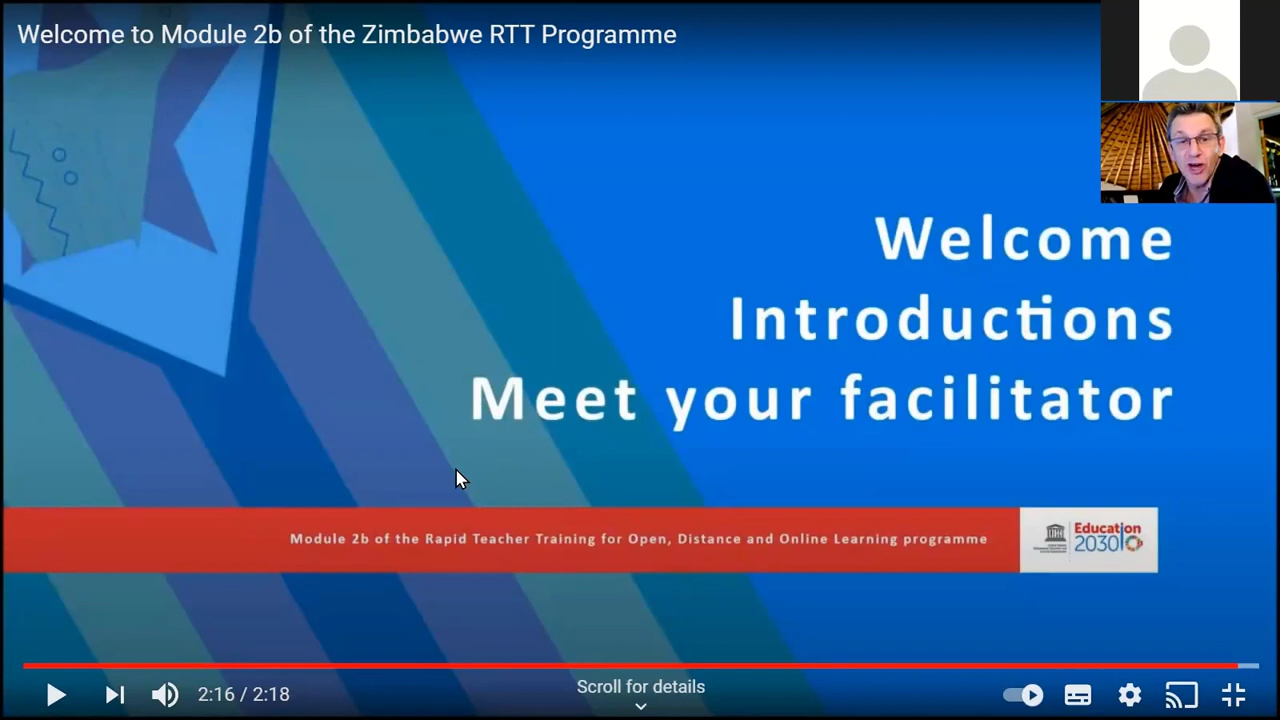 Welcome to Module 2b of the Zimbabwe RTT Programme
Welcome
Introductions
Meet your facilitator
Module 2b of the Rapid Teacher Training for Open, Distance and Online Learning programme
Education
2030
2:16 / 2:18
Scroll for details